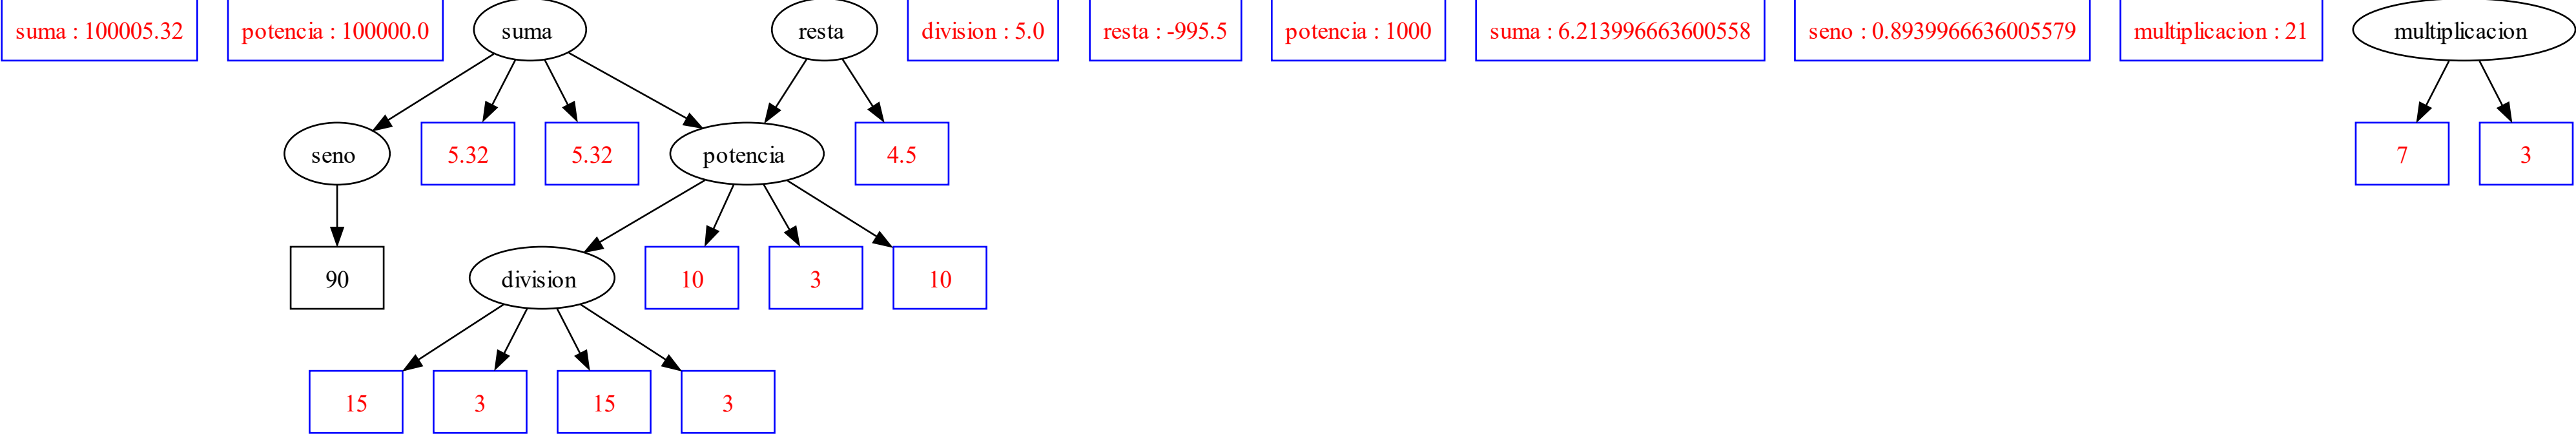 suma : 100005.32
potencia : 100000.0
suma
resta
division : 5.0
resta : -995.5
potencia : 1000
suma : 6.213996663600558
seno : 0.8939966636005579
multiplicacion : 21
multiplicacion
seno
5.32
5.32
potencia
4.5
7
3
90
division
10
3
10
15
3
15
3